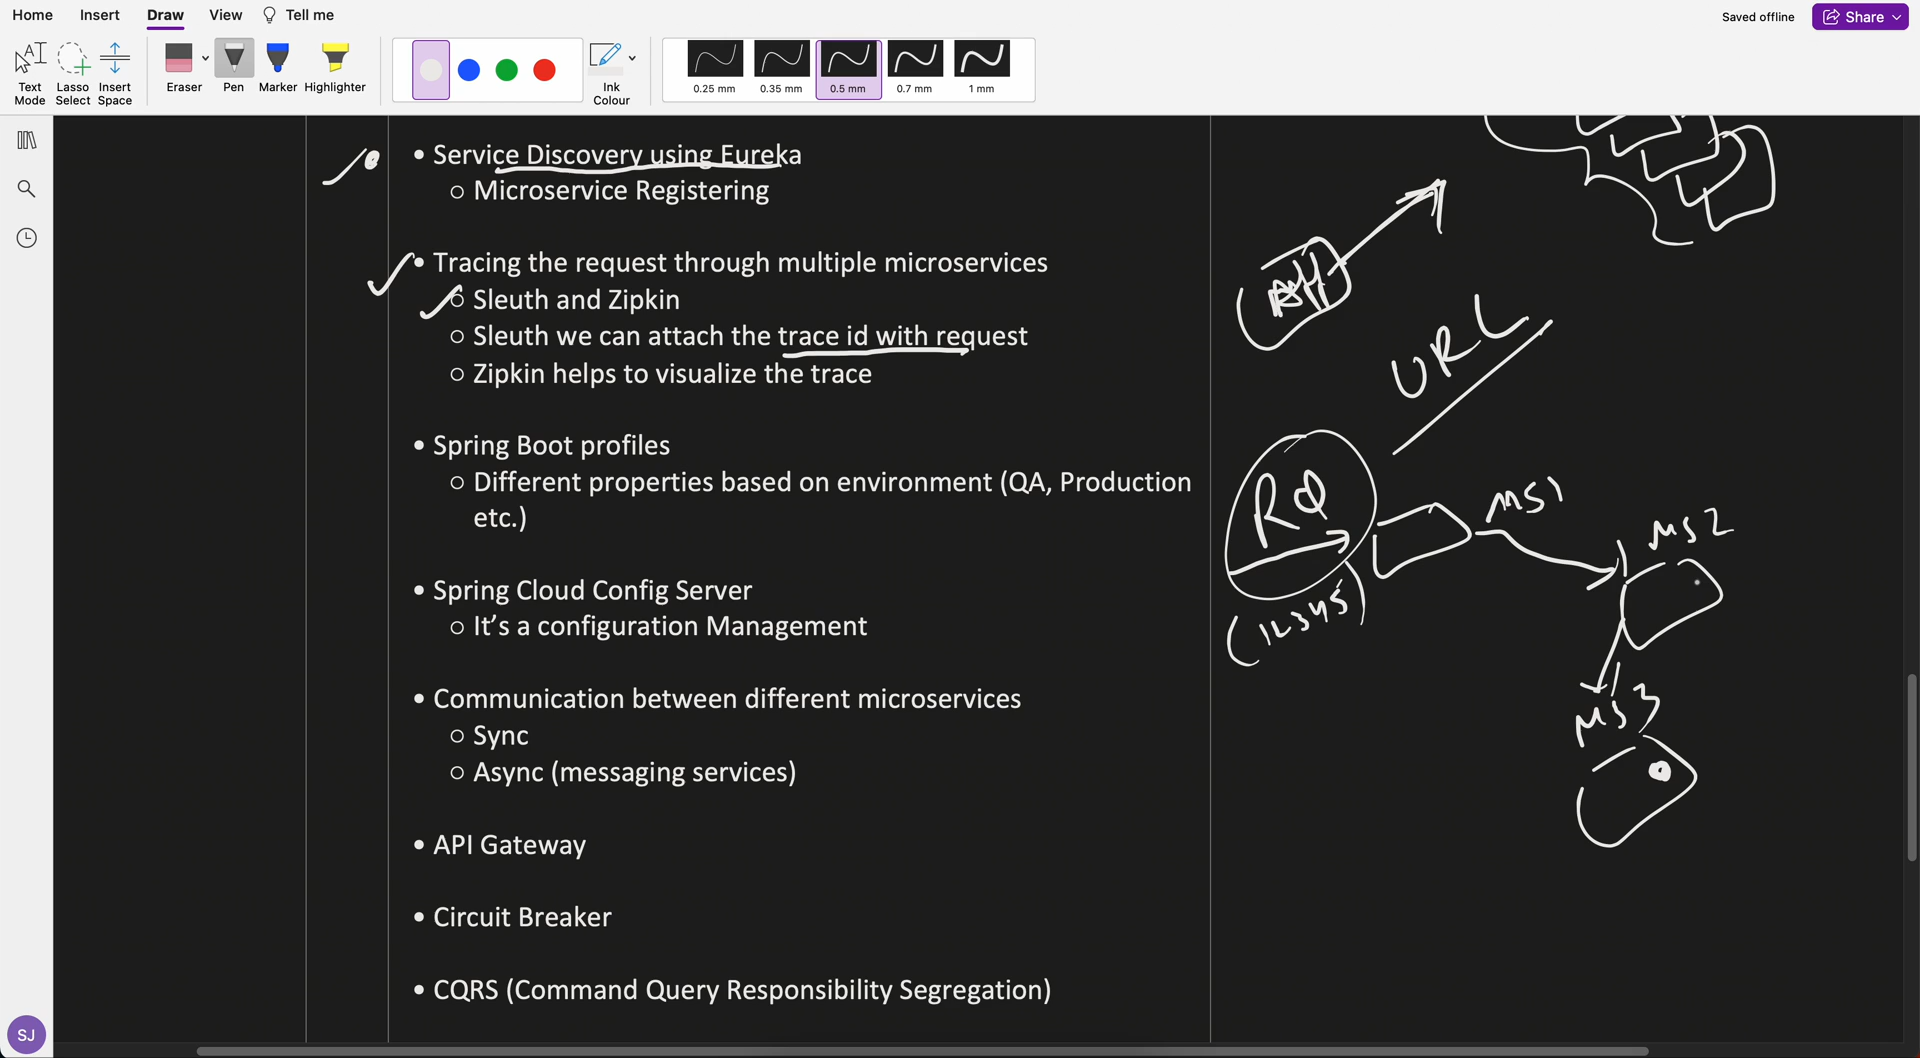 Home Insert Draw View Tell me
Saved offline
Share
Text Mode
Lasso Select
Insert Space
Eraser
Pen
Marker
Highlighter
Ink Colour
0.25 mm
0.35 mm
0.5 mm
0.7 mm
1 mm
• Service Discovery using Eureka
○ Microservice Registering
• Tracing the request through multiple microservices
○ Sleuth and Zipkin
○ Sleuth we can attach the trace id with request
○ Zipkin helps to visualize the trace
• Spring Boot profiles
○ Different properties based on environment (QA, Production
etc.)
• Spring Cloud Config Server
○ It's a configuration Management
• Communication between different microservices
○ Sync
○ Async (messaging services)
• API Gateway
• Circuit Breaker
• CQRS (Command Query Responsibility Segregation)
URL
RQ
(12345)
MS1
MS2
MS3
SJ